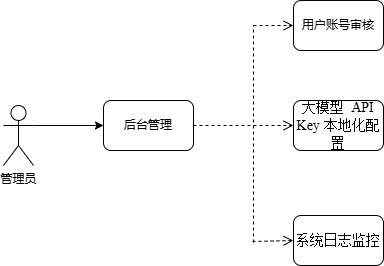 用户账号审核
后台管理
大模型 API
Key 本地化配
置
管理员
系统日志监控